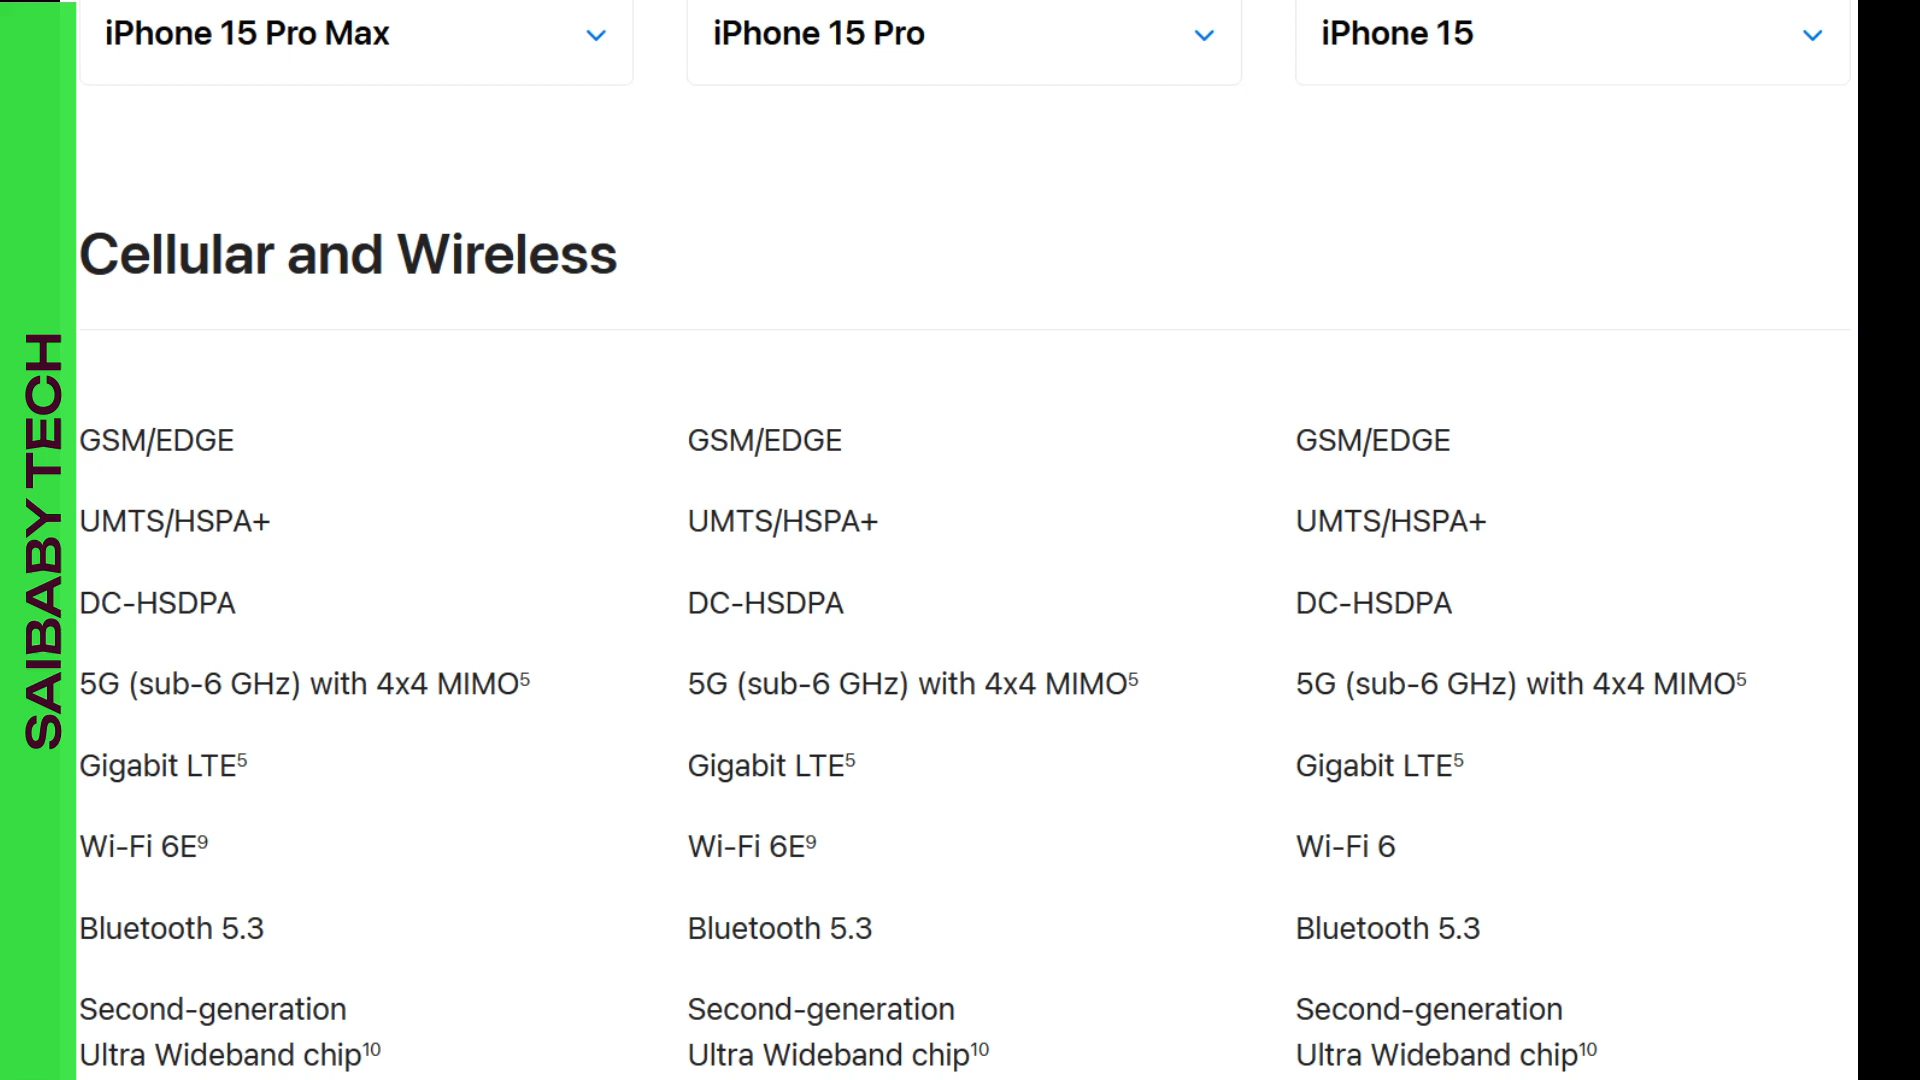 iPhone 15 Pro Max
iPhone 15 Pro
iPhone 15
Cellular and Wireless
SAIBABY TECH
GSM/EDGE
GSM/EDGE
GSM/EDGE
UMTS/HSPA+
UMTS/HSPA+
UMTS/HSPA+
DC-HSDPA
DC-HSDPA
DC-HSDPA
5G (sub-6 GHz) with 4x4 MIMO⁵
5G (sub-6 GHz) with 4x4 MIMO⁵
5G (sub-6 GHz) with 4x4 MIMO⁵
Gigabit LTE⁵
Gigabit LTE⁵
Gigabit LTE⁵
Wi-Fi 6E⁹
Wi-Fi 6E⁹
Wi-Fi 6
Bluetooth 5.3
Bluetooth 5.3
Bluetooth 5.3
Second-generation
Ultra Wideband chip¹⁰
Second-generation
Ultra Wideband chip¹⁰
Second-generation
Ultra Wideband chip¹⁰